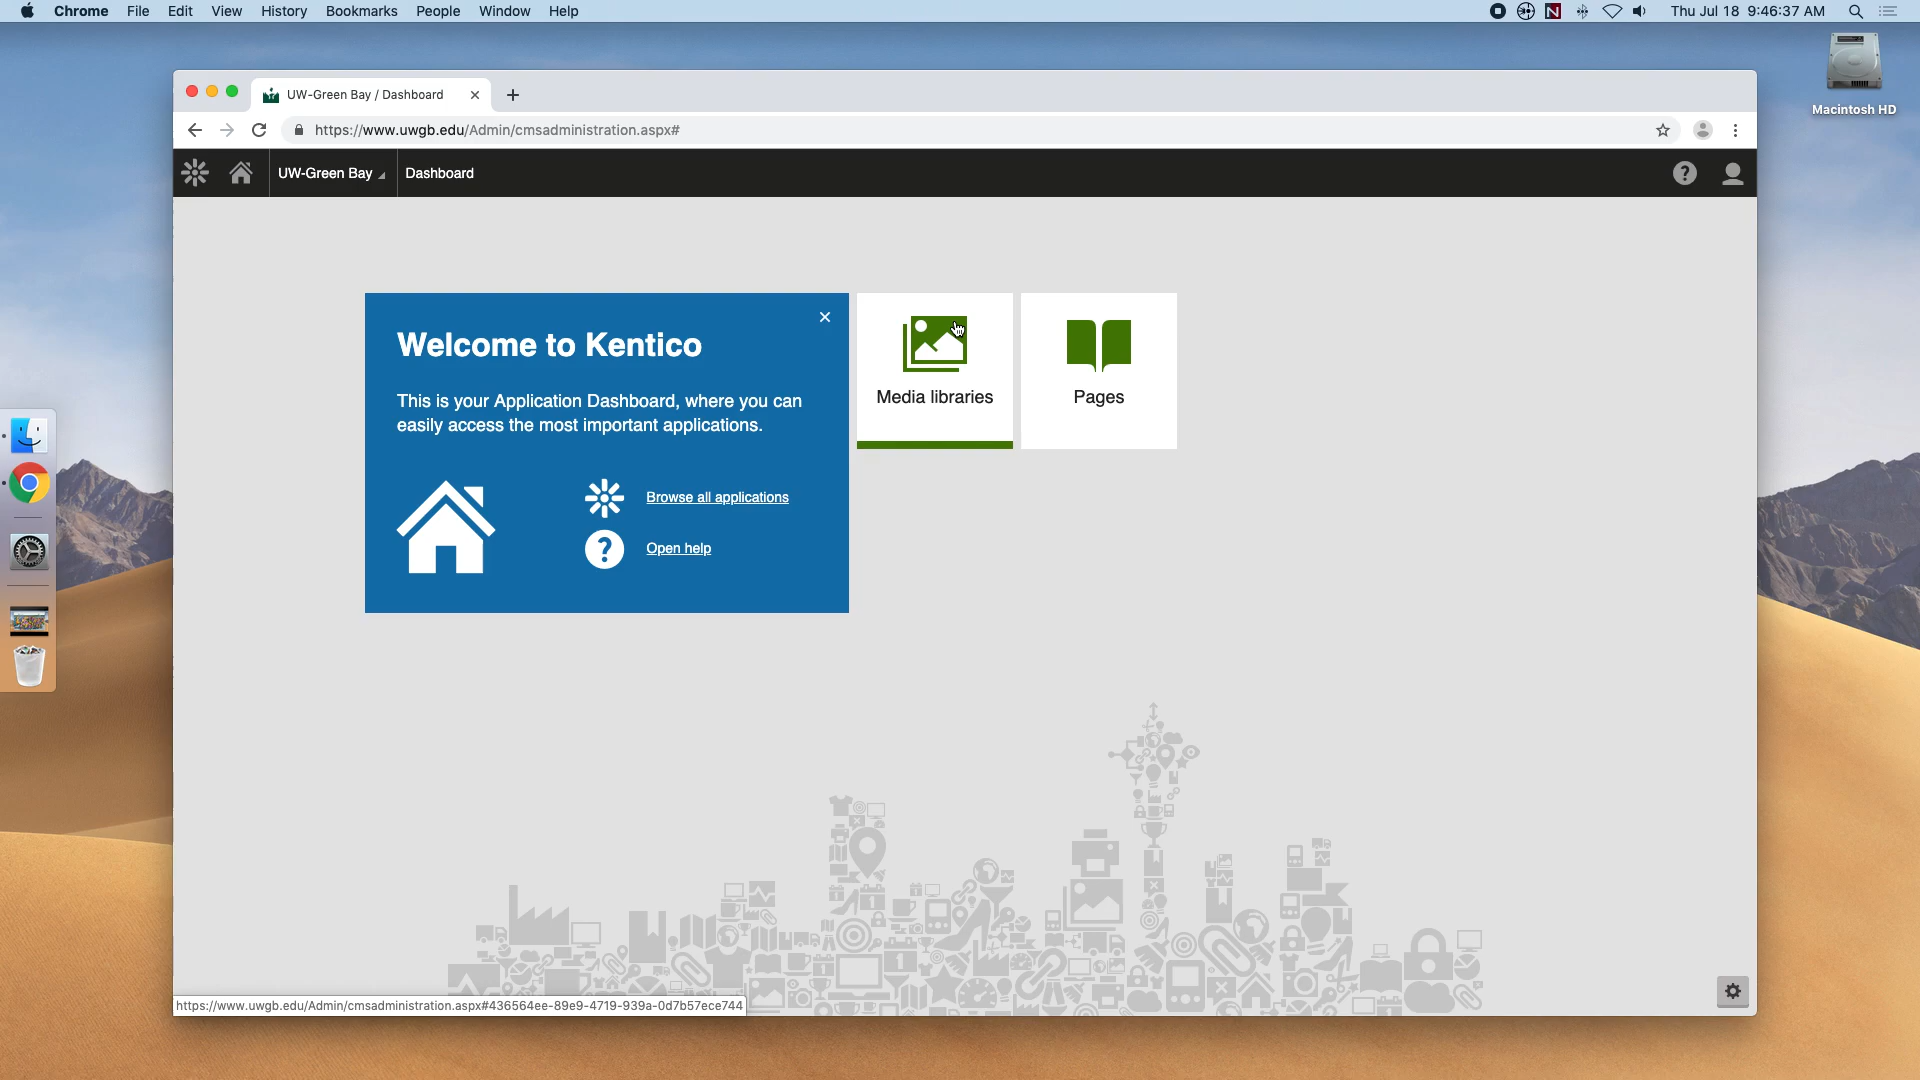 Chrome File Edit View History Bookmarks People Window Help
Thu Jul 18 9:46:37 AM
Macintosh HD
UW-Green Bay / Dashboard
https://www.uwgb.edu/Admin/cmsadministration.aspx#
UW-Green Bay
Dashboard
Welcome to Kentico
This is your Application Dashboard, where you can
easily access the most important applications.
Browse all applications
Open help
Media libraries
Pages
https://www.uwgb.edu/Admin/cmsadministration.aspx#436564ee-89e9-4719-939a-0d7b57ece744